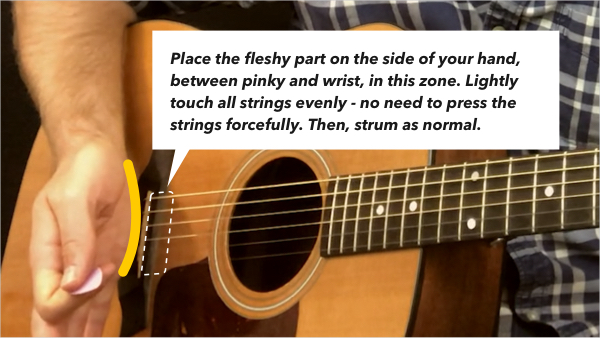 Place the fleshy part on the side of your hand,
between pinky and wrist, in this zone. Lightly
touch all strings evenly - no need to press the
strings forcefully. Then, strum as normal.